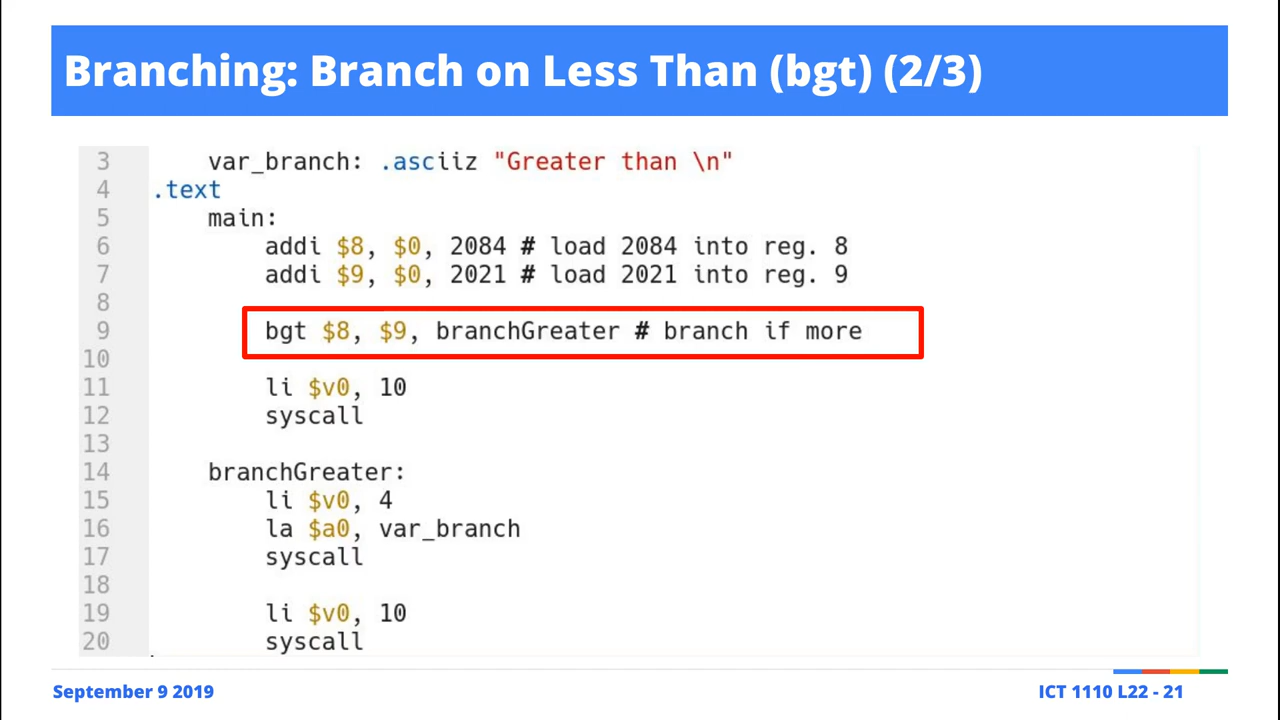 Branching: Branch on Less Than (bgt) (2/3)
3 var_branch: .asciiz "Greater than \n"
4 .text
5 main:
6 addi $8, $0, 2084 # load 2084 into reg. 8
7 addi $9, $0, 2021 # load 2021 into reg. 9
8
9 bgt $8, $9, branchGreater # branch if more
10
11 li $v0, 10
12 syscall
13
14 branchGreater:
15 li $v0, 4
16 la $a0, var_branch
17 syscall
18
19 li $v0, 10
20 syscall
September 9 2019
ICT 1110 L22 - 21